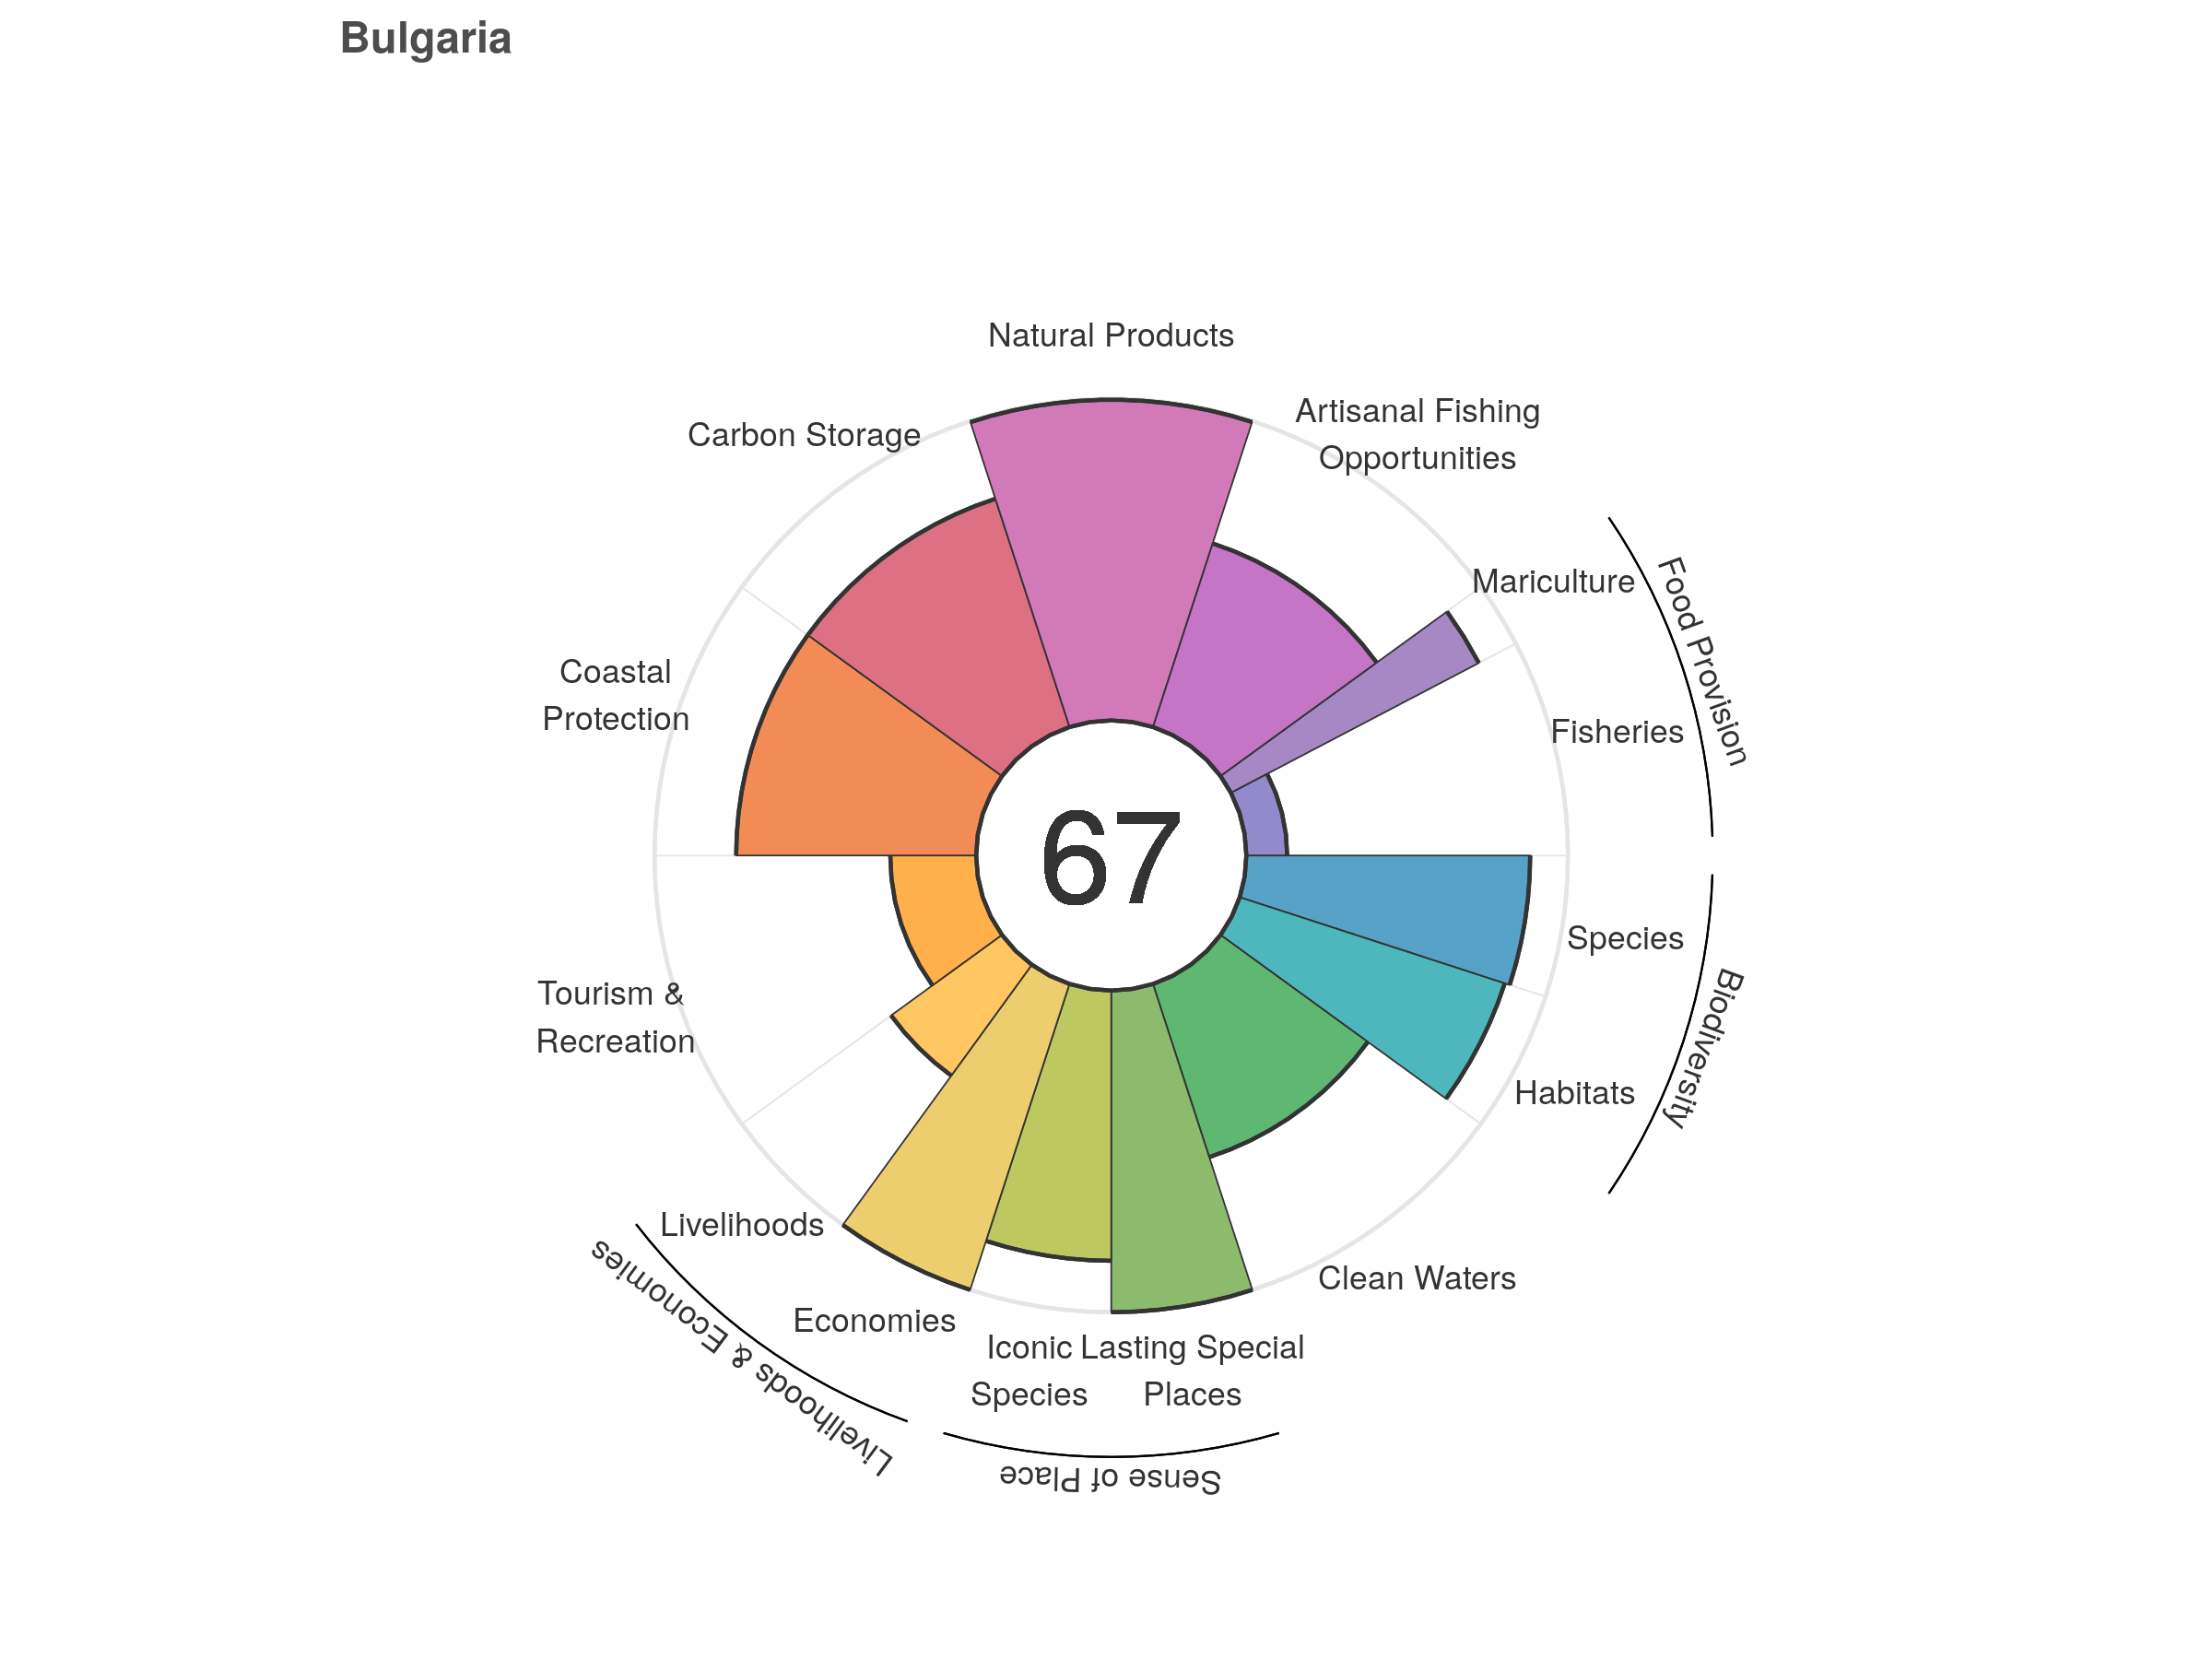 Bulgaria
Natural Products
Artisanal Fishing
Opportunities
Carbon Storage
Mariculture
Food Provision
Coastal
Protection
Fisheries
67
Species
Biodiversity
Tourism &
Recreation
Habitats
Livelihoods
Clean Waters
Economies
Livelihoods & Economies
Iconic
Species
Lasting Special
Places
Sense of Place